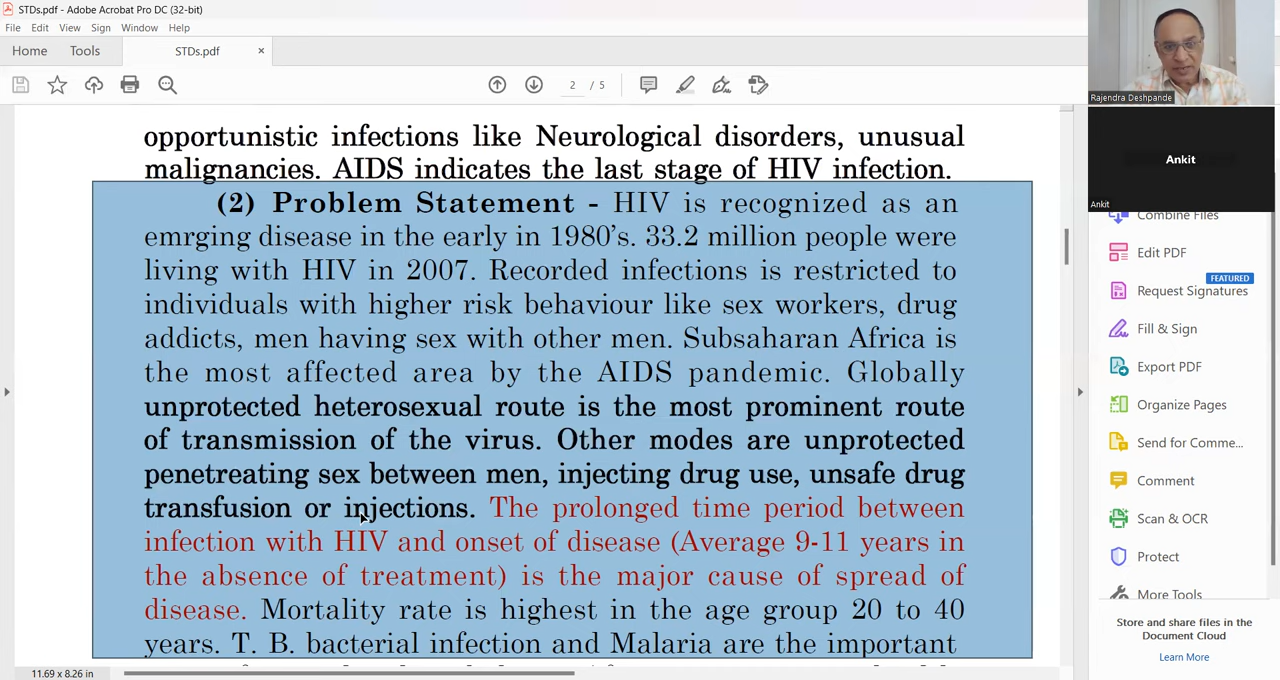 STDs.pdf - Adobe Acrobat Pro DC (32-bit)
File Edit View Sign Window Help
Home Tools STDs.pdf ×
2 / 5
Rajendra Deshpande
Ankit
Ankit
opportunistic infections like Neurological disorders, unusual
malignancies. AIDS indicates the last stage of HIV infection.
(2) Problem Statement - HIV is recognized as an
emrging disease in the early in 1980's. 33.2 million people were
living with HIV in 2007. Recorded infections is restricted to
individuals with higher risk behaviour like sex workers, drug
addicts, men having sex with other men. Subsaharan Africa is
the most affected area by the AIDS pandemic. Globally
unprotected heterosexual route is the most prominent route
of transmission of the virus. Other modes are unprotected
penetreating sex between men, injecting drug use, unsafe drug
transfusion or injections. The prolonged time period between
infection with HIV and onset of disease (Average 9-11 years in
the absence of treatment) is the major cause of spread of
disease. Mortality rate is highest in the age group 20 to 40
years. T. B. bacterial infection and Malaria are the important
11.69 x 8.26 in
Combine Files
Edit PDF
FEATURED
Request Signatures
Fill & Sign
Export PDF
Organize Pages
Send for Comme...
Comment
Scan & OCR
Protect
More Tools
Store and share files in the
Document Cloud
Learn More